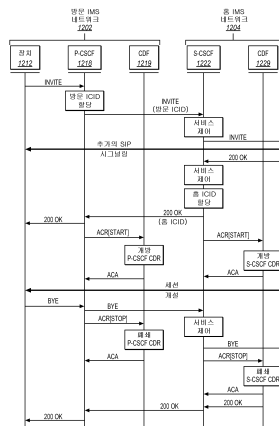 방문 IMS
네트워크
1202
홈 IMS
네트워크
1204
장치
1212
P-CSCF
1218
CDF
1219
S-CSCF
1222
CDF
1229
INVITE
방문 ICID
할당
INVITE
(방문 ICID)
서비스
제어
INVITE
추가의 SIP
시그널링
200 OK
서비스
제어
홈 ICID
할당
200 OK
(홈 ICID)
200 OK
ACR[START]
ACR[START]
개방
P-CSCF CDR
개방
S-CSCF CDR
ACA
ACA
세션
개설
BYE
BYE
ACR[STOP]
서비스
제어
BYE
폐쇄
P-CSCF CDR
ACR[STOP]
ACA
폐쇄
S-CSCF CDR
ACA
200 OK
200 OK
200 OK